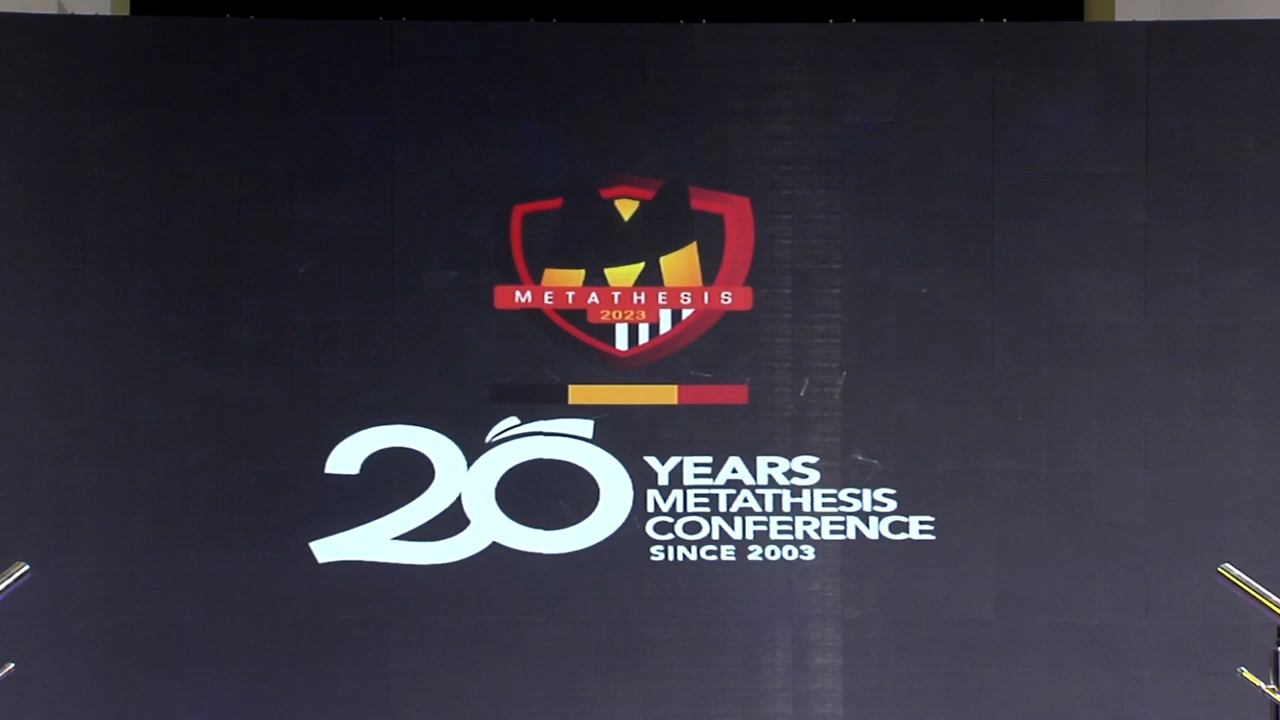 METATHESIS
2023
20
YEARS
METATHESIS
CONFERENCE
SINCE 2003